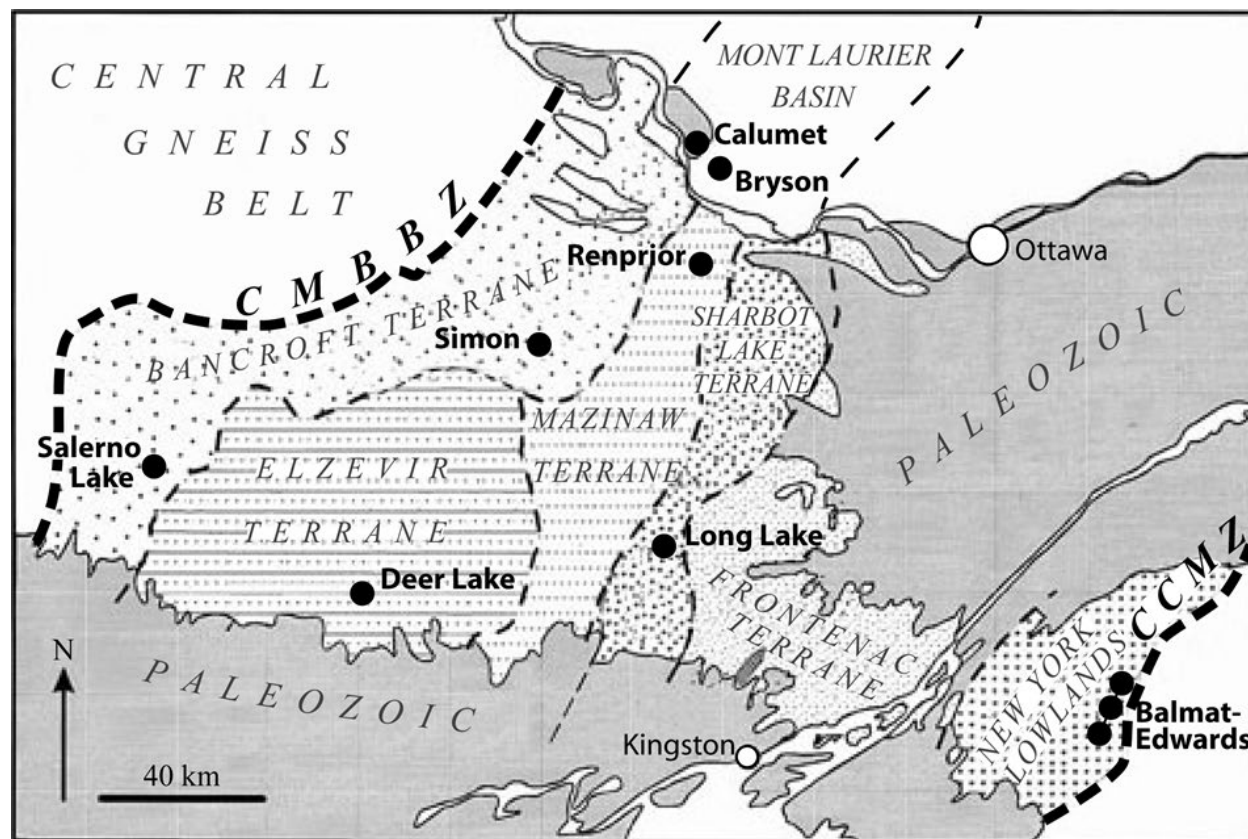 CENTRAL
GNEISS
BELT
MONT LAURIER
BASIN
Calumet
Bryson
CMBBZ
BANCROFT TERRANE
Renprior
Ottawa
Simon
SHARBOT
LAKE
TERRANE
PALEOZOIC
MAZINAW
TERRANE
Salerno
Lake
ELZEVIR
TERRANE
Long Lake
Deer Lake
FRONTENAC
TERRANE
CCMZ
N
PALEOZOIC
NEW YORK
LOWLANDS
Balmat-
Edwards
Kingston
40 km